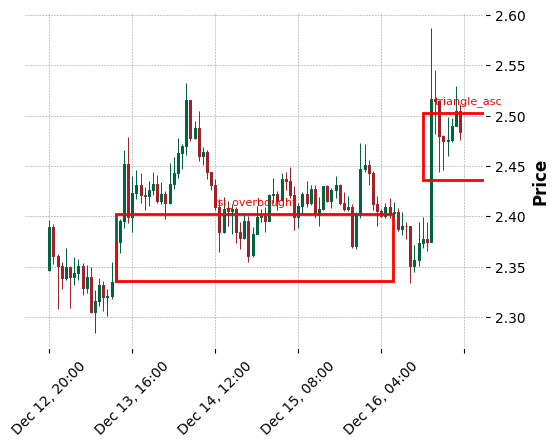 2.60
2.55
triangle_asc
2.50
2.45
rsi_overbought
2.40
2.35
2.30
Price
Dec 12, 20:00
Dec 13, 16:00
Dec 14, 12:00
Dec 15, 08:00
Dec 16, 04:00